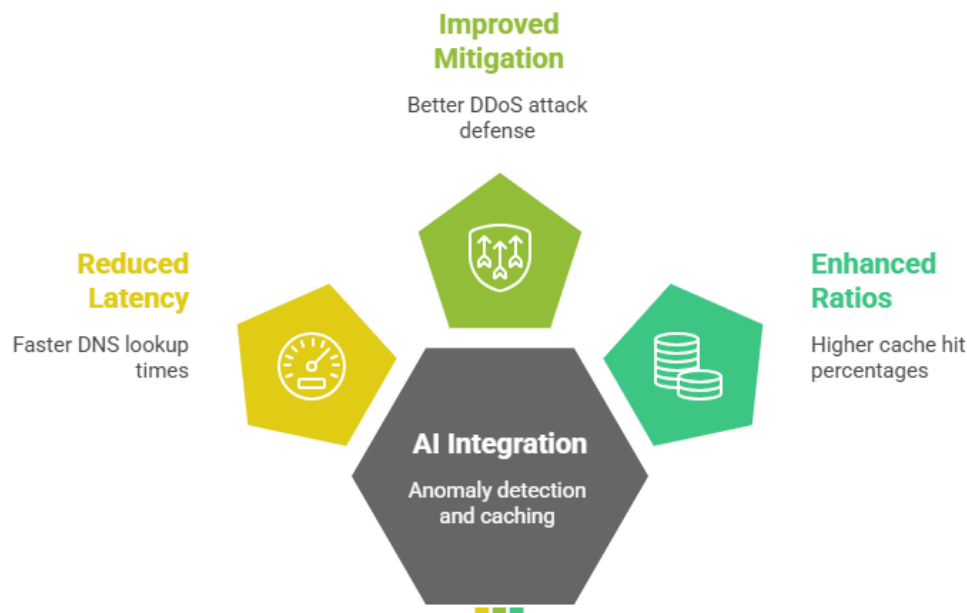 Improved
Mitigation
Better DDoS attack
defense
Reduced
Latency
Faster DNS lookup
times
Enhanced
Ratios
Higher cache hit
percentages
AI Integration
Anomaly detection
and caching